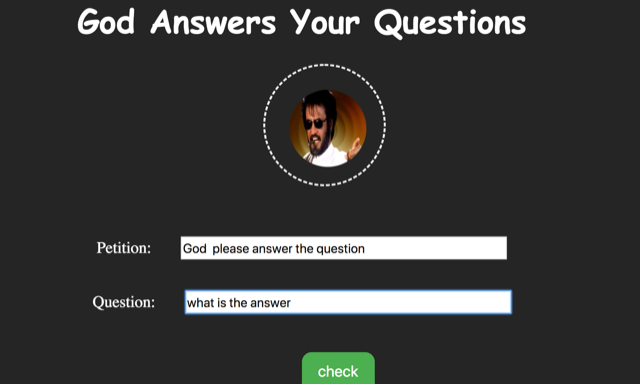 God Answers Your Questions
Petition: God  please answer the question
Question: what is the answer
check